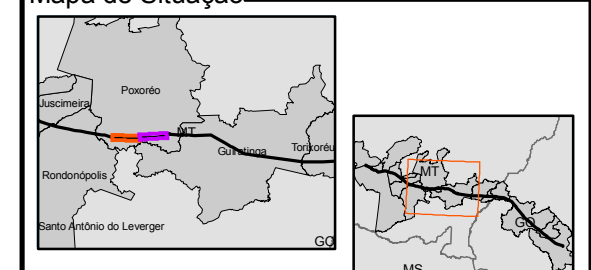 Mapa de Situação
Poxoréo
Juscimeira
MT
Guiratinga
Torixoréu
Rondonópolis
Santo Antônio do Leverger
GO
MT
GO
MS